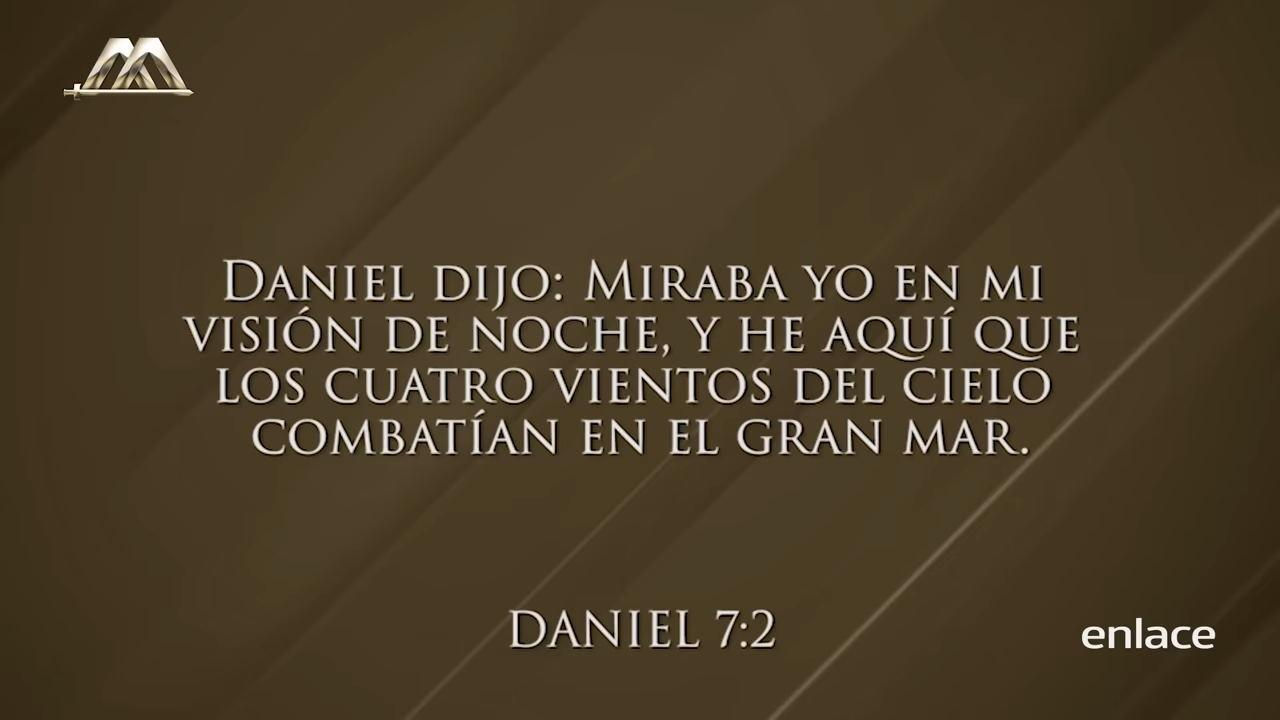 Daniel dijo: Miraba yo en mi
visión de noche, y he aquí que
los cuatro vientos del cielo
combatían en el gran mar.
DANIEL 7:2
enlace